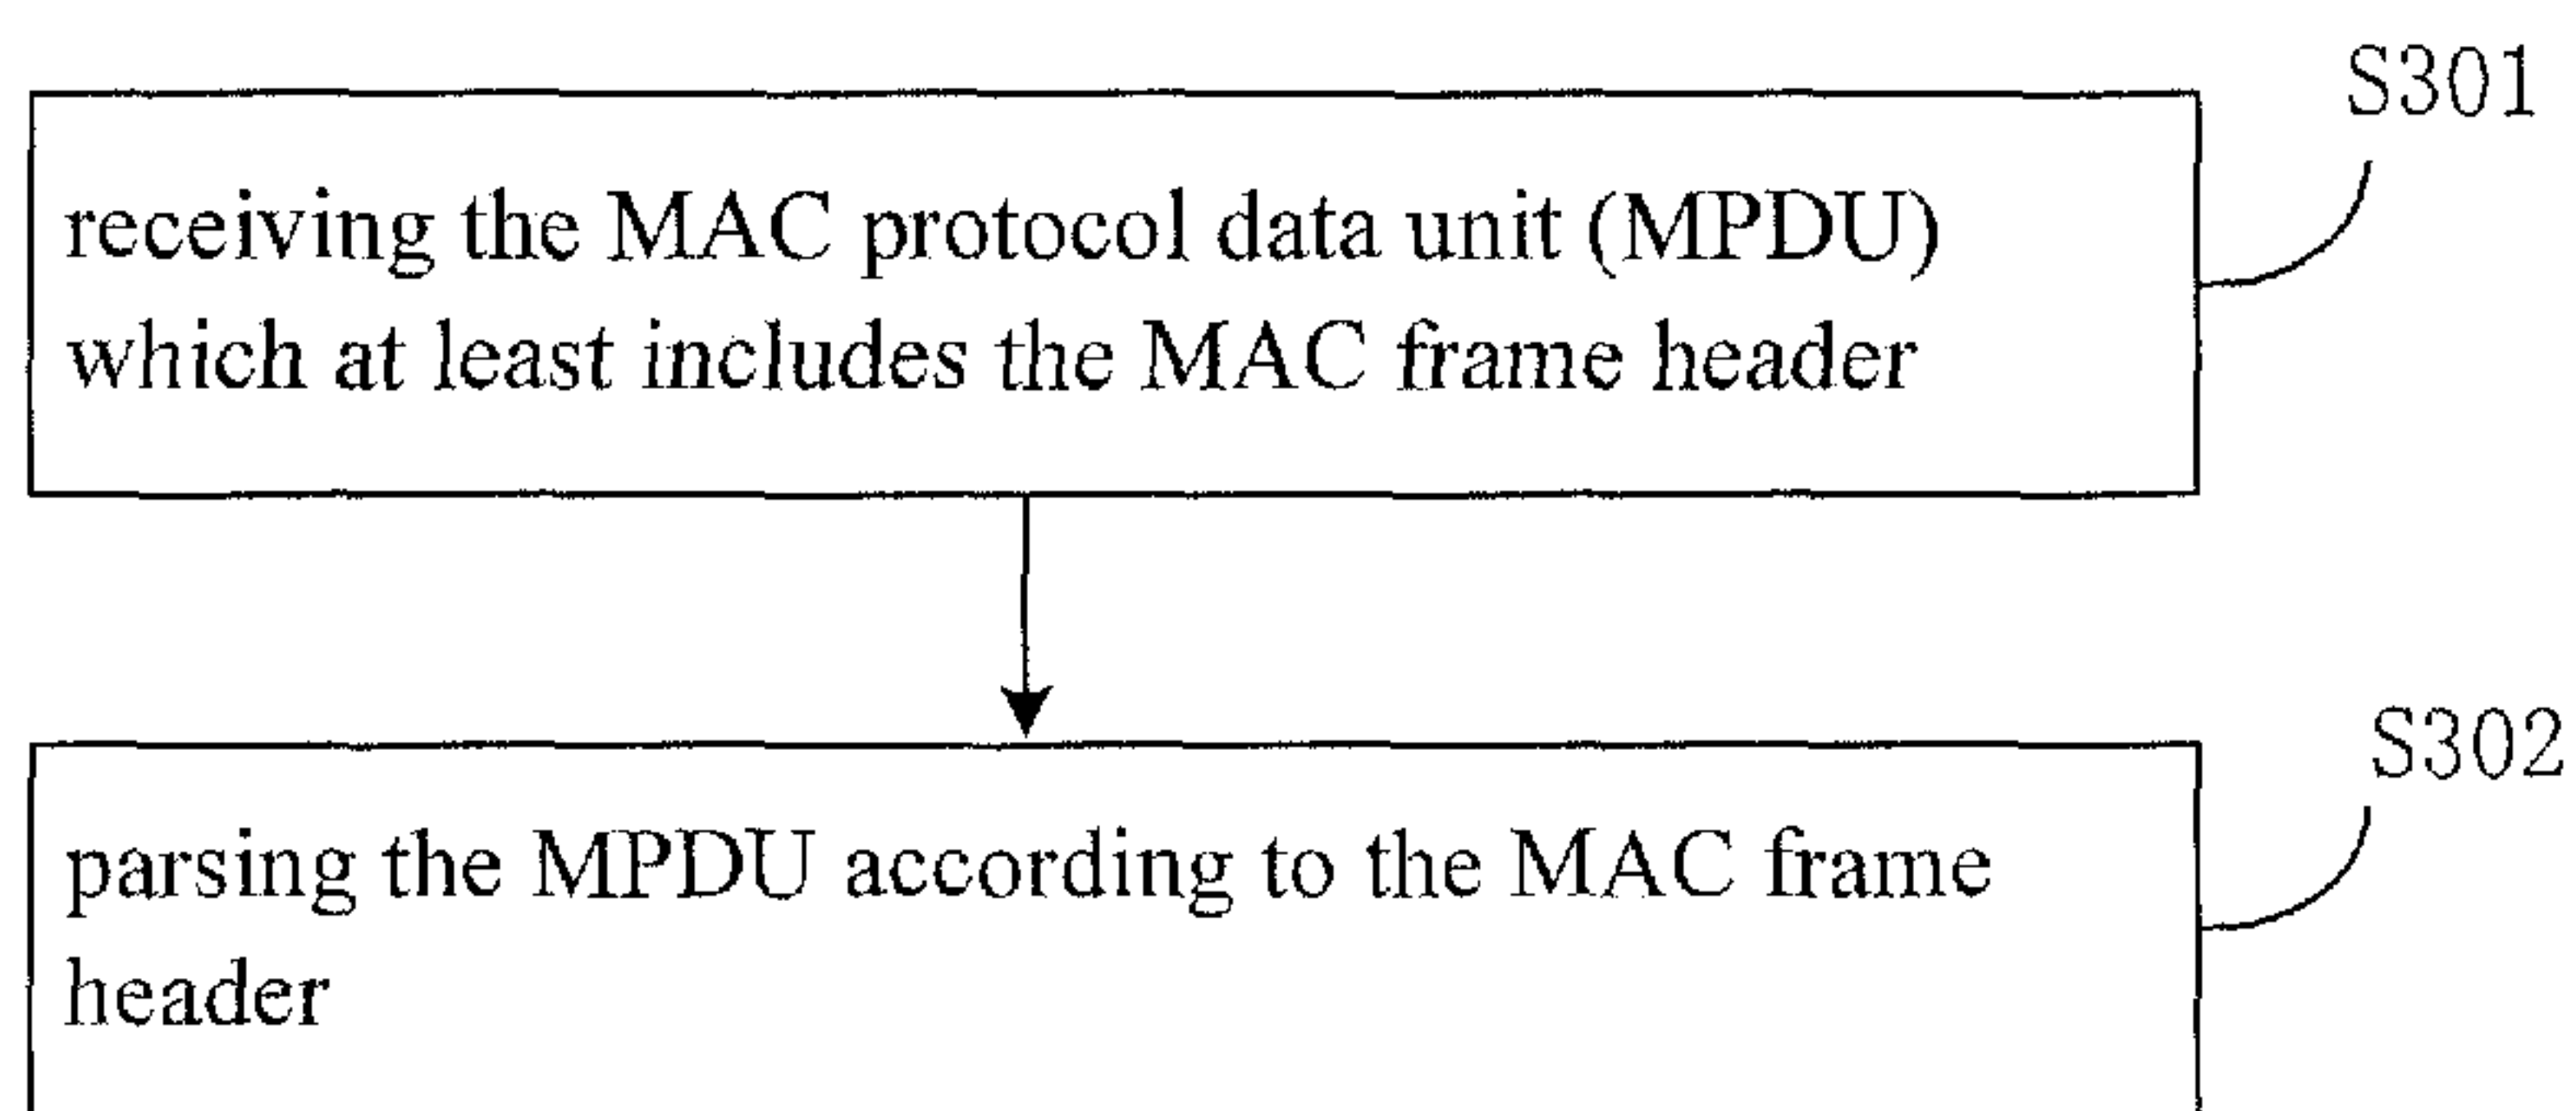 S301
receiving the MAC protocol data unit (MPDU)
which at least includes the MAC frame header
S302
parsing the MPDU according to the MAC frame
header